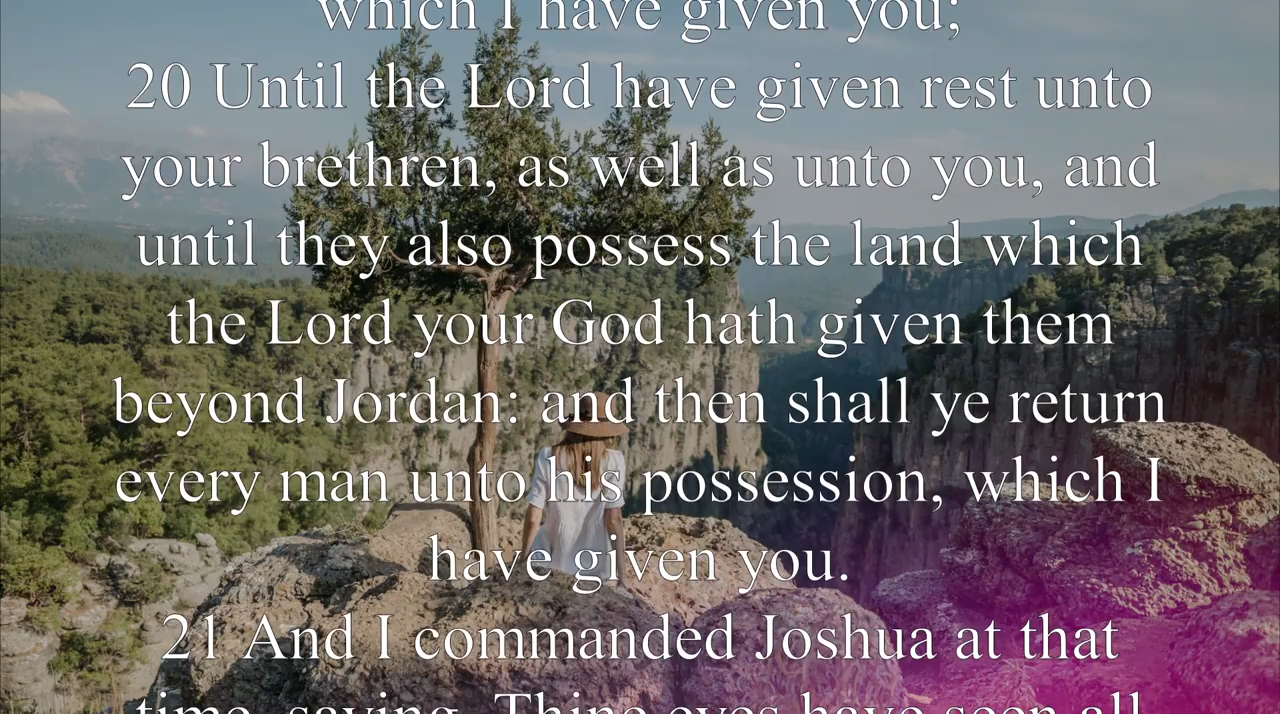 which I have given you;
20 Until the Lord have given rest unto
your brethren, as well as unto you, and
until they also possess the land which
the Lord your God hath given them
beyond Jordan: and then shall ye return
every man unto his possession, which I
have given you.
21 And I commanded Joshua at that
time, saying, Thine eyes have seen all